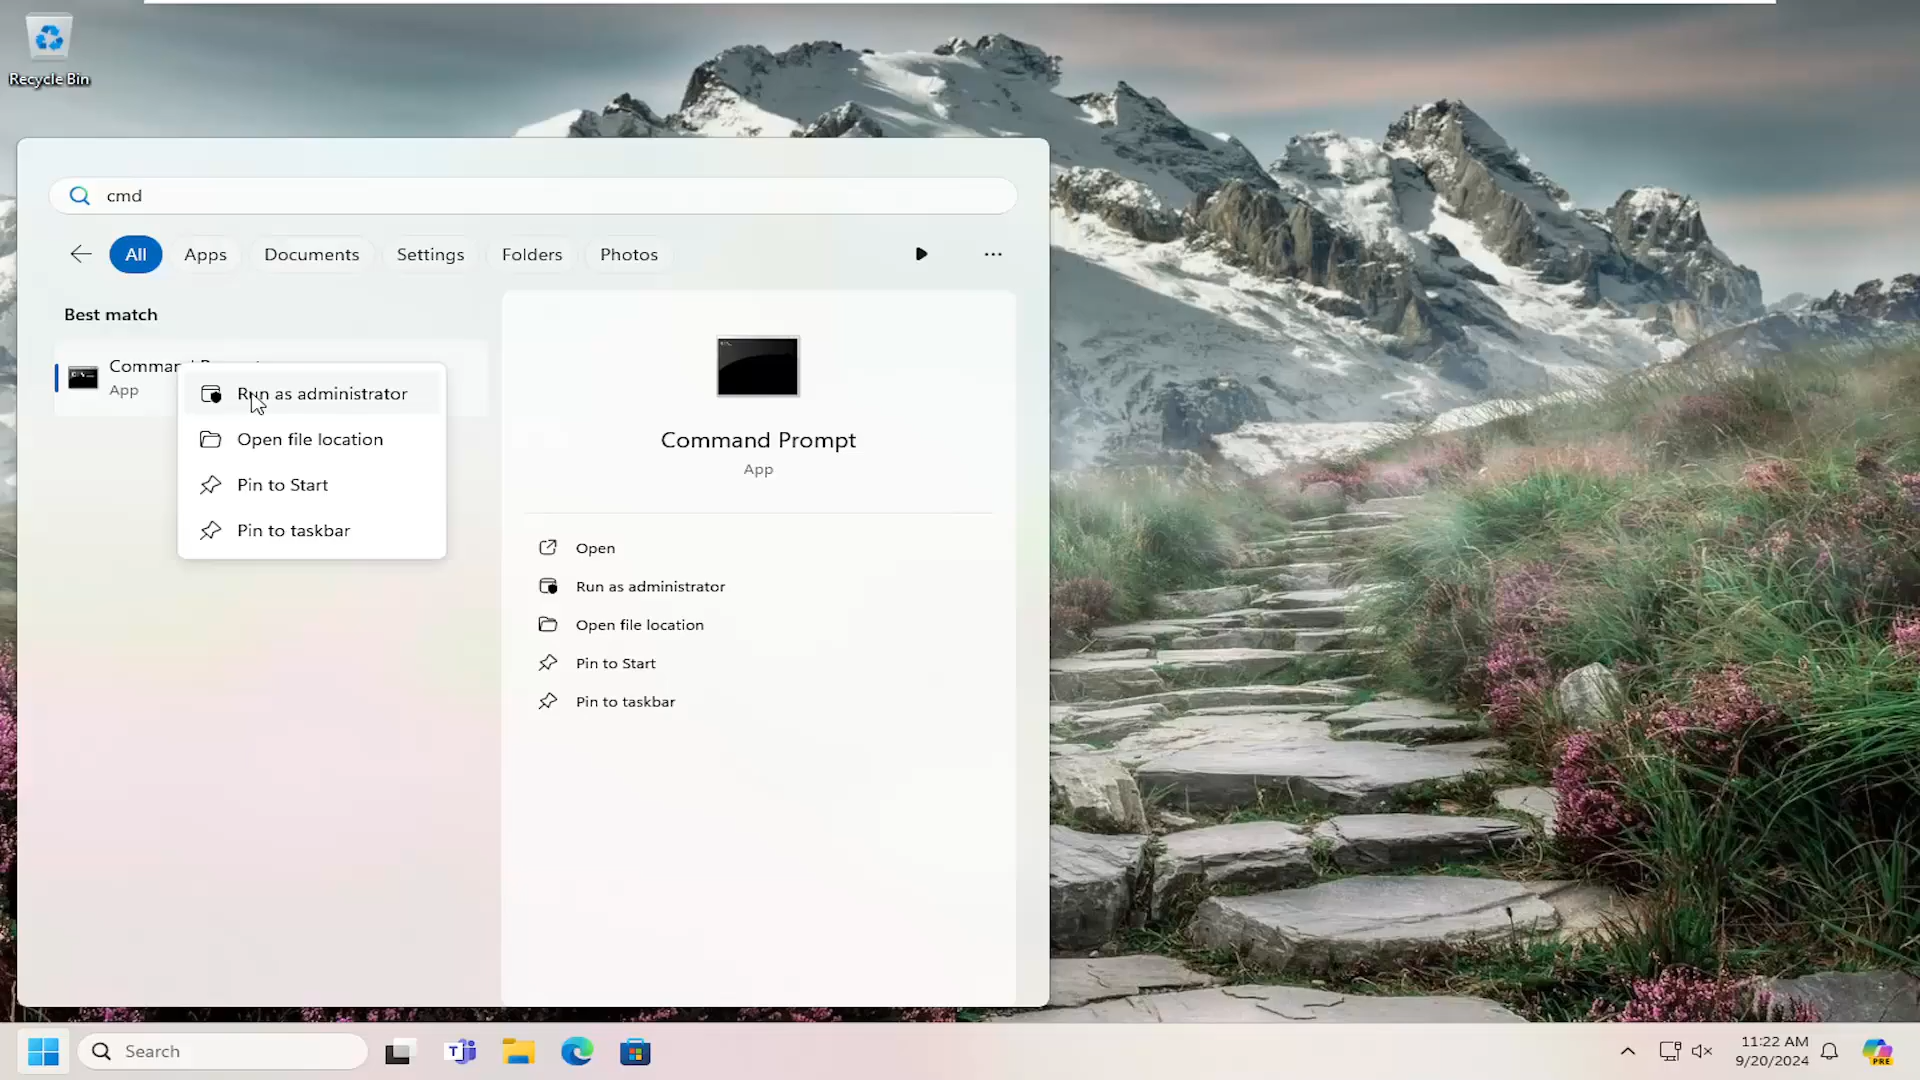 Recycle Bin
cmd
All
Apps
Documents
Settings
Folders
Photos
Best match
App
Run as administrator
Open file location
Pin to Start
Pin to taskbar
Command Prompt
App
Open
Run as administrator
Open file location
Pin to Start
Pin to taskbar
Search
11:22 AM
9/20/2024
PRE